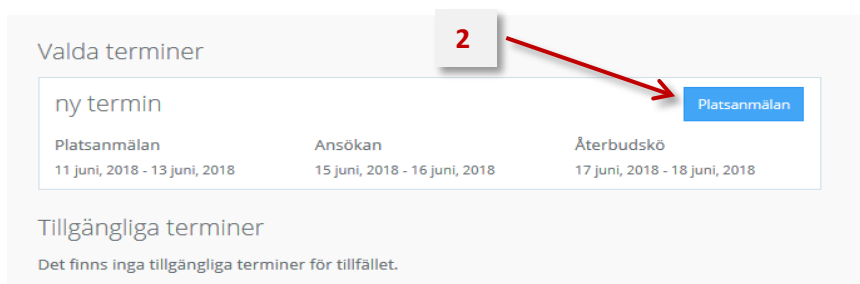 Valda terminer
2
ny termin
Platsanmälan
Platsanmälan Ansökan Återbudskö
11 juni, 2018 - 13 juni, 2018 15 juni, 2018 - 16 juni, 2018 17 juni, 2018 - 18 juni, 2018
Tillgängliga terminer
Det finns inga tillgängliga terminer för tillfället.